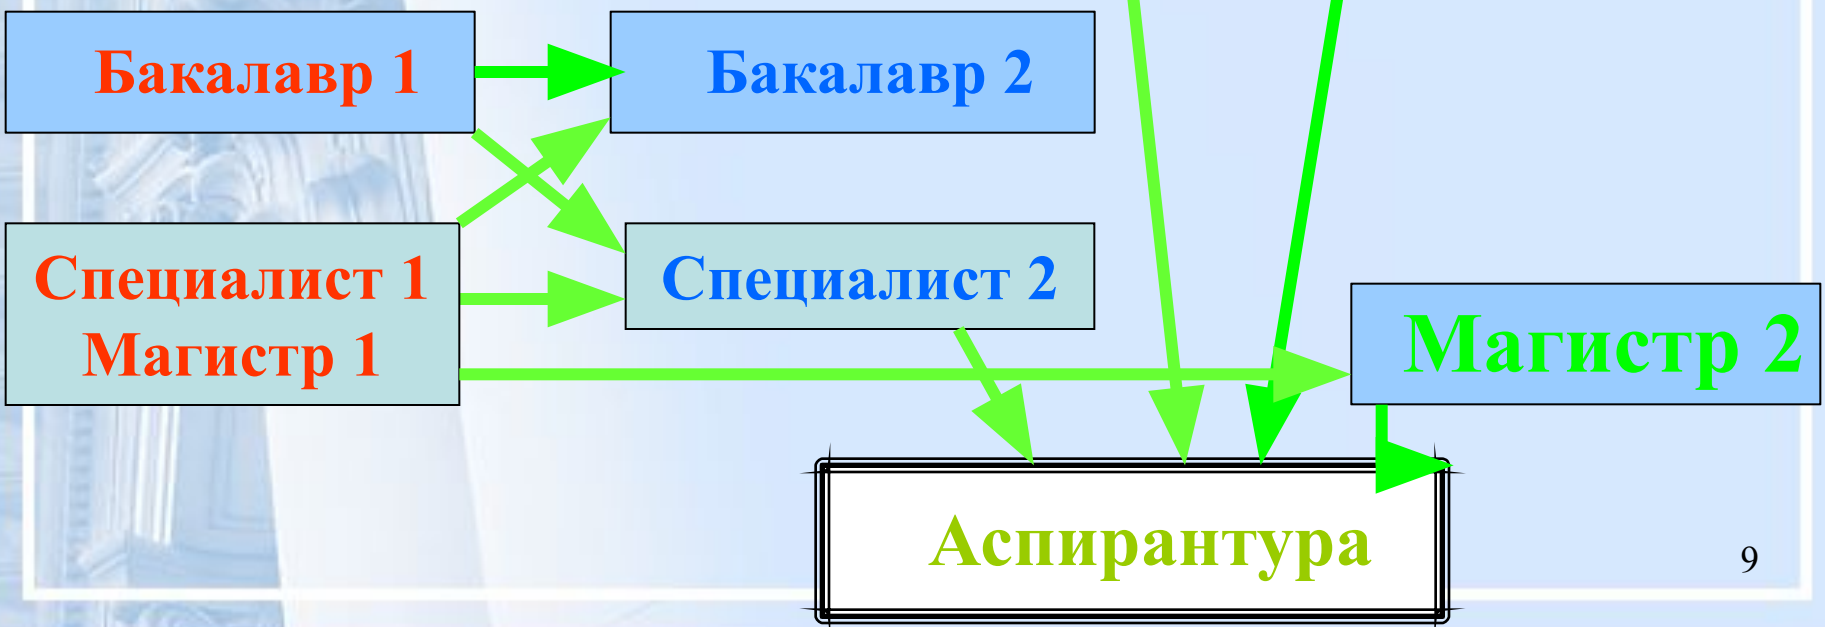 Бакалавр 1
Бакалавр 2
Специалист 1
Магистр 1
Специалист 2
Магистр 2
Аспирантура
9